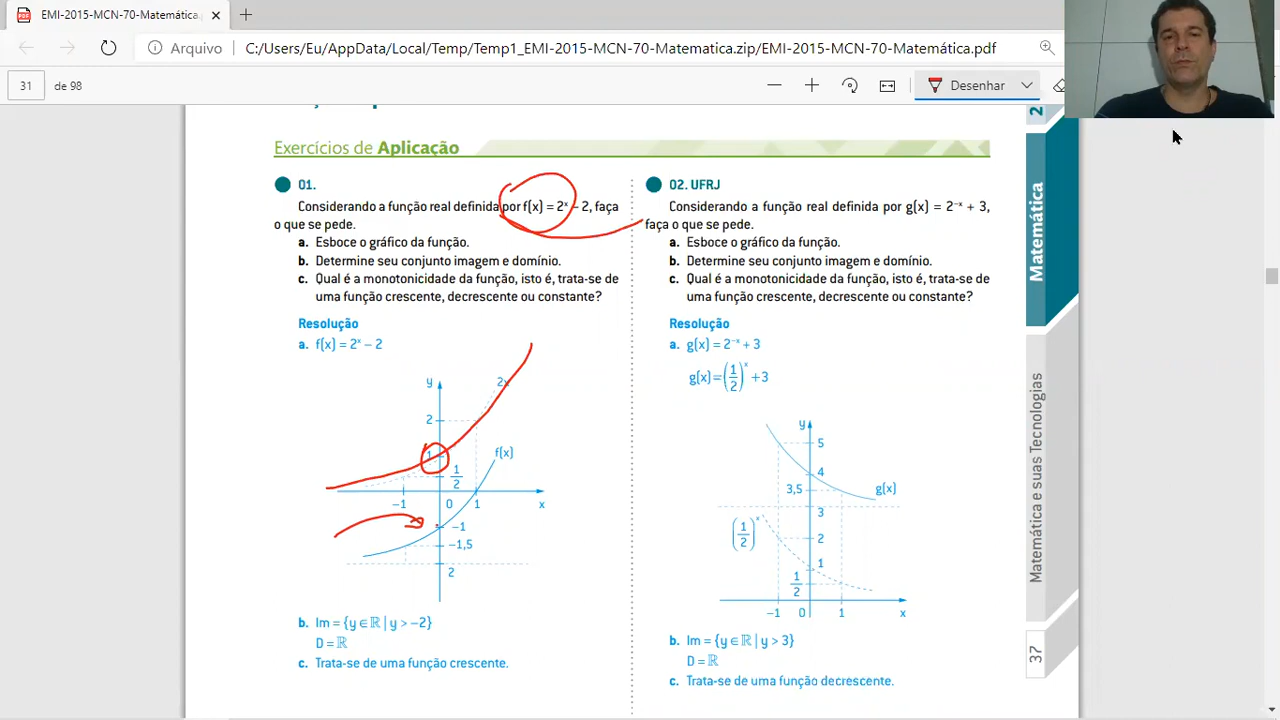 EMI-2015-MCN-70-Matemática.
Arquivo
C:/Users/Eu/AppData/Local/Temp/Temp1_EMI-2015-MCN-70-Matematica.zip/EMI-2015-MCN-70-Matemática.pdf
31 de 98
Desenhar
Exercícios de Aplicação
01.
Considerando a função real definida por f(x) = 2ˣ – 2, faça
o que se pede.
a. Esboce o gráfico da função.
b. Determine seu conjunto imagem e domínio.
c. Qual é a monotonicidade da função, isto é, trata-se de
uma função crescente, decrescente ou constante?
Resolução
a. f(x) = 2ˣ – 2
y
2ˣ
2
1
f(x)
1/2
–1 0 1 x
–1
–1,5
2
b. Im = {y ∈ ℝ | y > –2}
D = ℝ
c. Trata-se de uma função crescente.
02. UFRJ
Considerando a função real definida por g(x) = 2⁻ˣ + 3,
faça o que se pede.
a. Esboce o gráfico da função.
b. Determine seu conjunto imagem e domínio.
c. Qual é a monotonicidade da função, isto é, trata-se de
uma função crescente, decrescente ou constante?
Resolução
a. g(x) = 2⁻ˣ + 3
g(x) = (1/2)ˣ + 3
y
5
4
3,5
g(x)
3
(1/2)ˣ
2
1
1/2
–1 0 1 x
b. Im = {y ∈ ℝ | y > 3}
D = ℝ
c. Trata-se de uma função decrescente.
2
Matemática
Matemática e suas Tecnologias
37